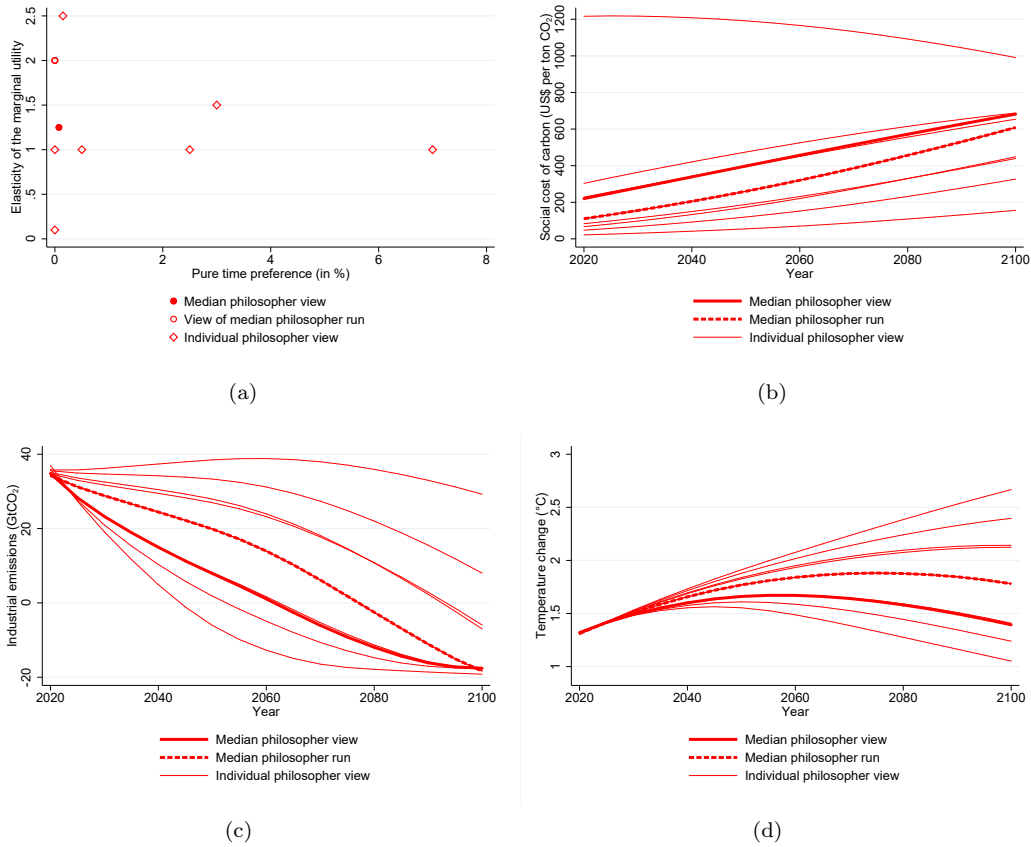 Elasticity of the marginal utility
2.5
2
1.5
1
.5
0
0
2
4
6
8
Pure time preference (in %)
Median philosopher view
View of median philosopher run
Individual philosopher view
(a)
Social cost of carbon (US$ per ton CO₂)
1200
1000
800
600
400
200
0
2020
2040
2060
2080
2100
Year
Median philosopher view
Median philosopher run
Individual philosopher view
(b)
Industrial emissions (GtCO₂)
40
20
0
-20
2020
2040
2060
2080
2100
Year
Median philosopher view
Median philosopher run
Individual philosopher view
(c)
Temperature change (°C)
3
2.5
2
1.5
1
2020
2040
2060
2080
2100
Year
Median philosopher view
Median philosopher run
Individual philosopher view
(d)